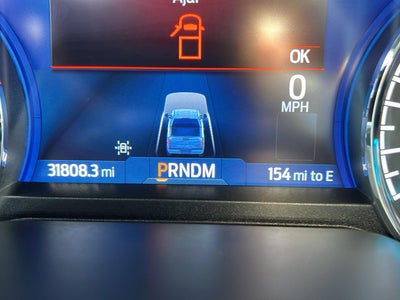 Ajar
OK
0
MPH
31808.3 mi
PRNDM
154 mi to E